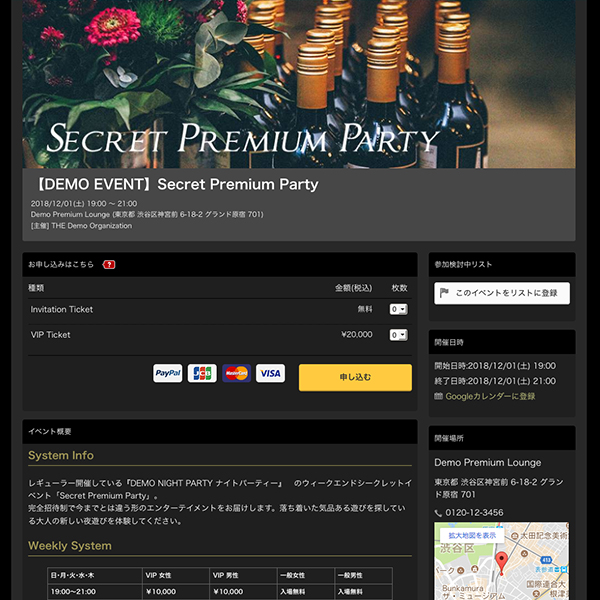 SECRET PREMIUM PARTY
【DEMO EVENT】Secret Premium Party
2018/12/01(土) 19:00 ～ 21:00
Demo Premium Lounge (東京都 渋谷区神宮前 6-18-2 グランド原宿 701)
[主催] THE Demo Organization
お申し込みはこちら ?
種類 金額(税込) 枚数
Invitation Ticket 無料 0
VIP Ticket ¥20,000 0
PayPal JCB MasterCard VISA 申し込む
イベント概要
System Info
レギューラー開催している『DEMO NIGHT PARTY ナイトパーティー』 のウィークエンドシークレットイ
ベント「Secret Premium Party」。
完全招待制で今までとは違う形のエンターテイメントをお届けします。落ち着いた気品ある遊びを探してい
る大人の新しい夜遊びを体験してください。
Weekly System
日･月･火･水･木 VIP 女性 VIP 男性 一般女性 一般男性
19:00〜21:00 ￥10,000 ￥10,000 入場無料 入場無料
参加検討中リスト
このイベントをリストに登録
開催日時
開始日時:2018/12/01(土) 19:00
終了日時:2018/12/01(土) 21:00
Googleカレンダーに登録
開催場所
Demo Premium Lounge
東京都 渋谷区神宮前 6-18-2 グラン
ド原宿 701
0120-12-3456
拡大地図を表示
太田記念美術
渋谷区
413
表参道
Bunkamura
ザ・ミュージアム
国際連合大
根津美